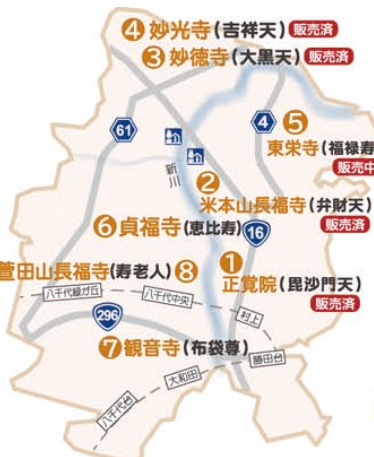 ④ 妙光寺(吉祥天) 販売済
③ 妙徳寺(大黒天) 販売済
61
4
⑤
東栄寺(福禄寿
販売中
新川
②
米本山長福寺(弁財天)
販売済
⑥ 貞福寺(恵比寿)
16
萱田山長福寺(寿老人) ⑧
①
正覚院(毘沙門天)
販売済
八千代緑が丘
八千代中央
村上
296
⑦ 観音寺(布袋尊)
勝田台
大和田
八千代台